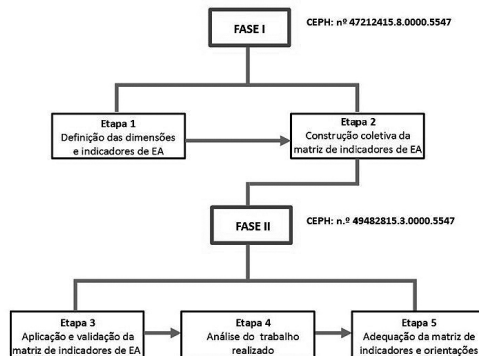 FASE I
CEPH: nº 47212415.8.0000.5547
Etapa 1
Definição das dimensões
e indicadores de EA
Etapa 2
Construção coletiva da
matriz de indicadores de EA
FASE II
CEPH: n.º 49482815.3.0000.5547
Etapa 3
Aplicação e validação da
matriz de indicadores de EA
Etapa 4
Análise do trabalho
realizado
Etapa 5
Adequação da matriz de
indicadores e orientações